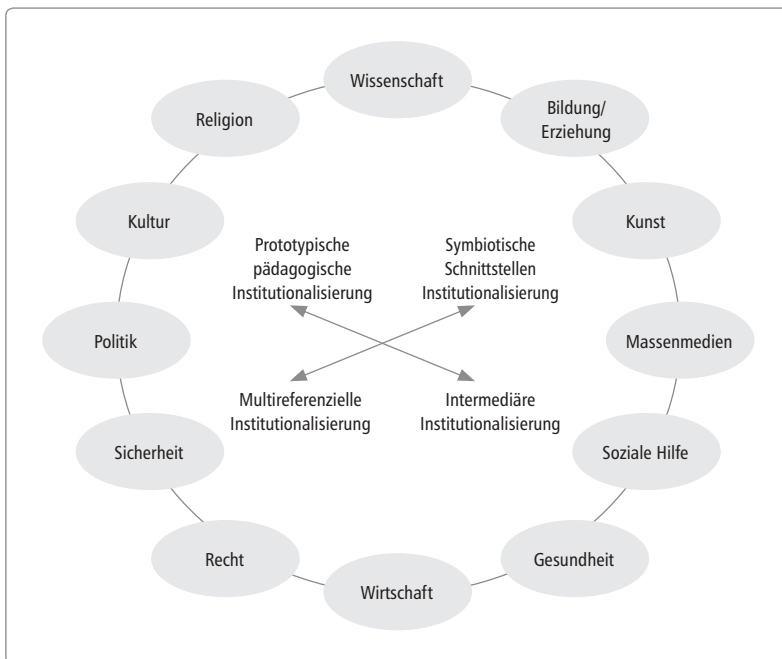 Wissenschaft
Religion
Bildung/
Erziehung
Kultur
Kunst
Prototypische
pädagogische
Institutionalisierung
Symbiotische
Schnittstellen
Institutionalisierung
Politik
Massenmedien
Multireferenzielle
Institutionalisierung
Intermediäre
Institutionalisierung
Sicherheit
Soziale Hilfe
Recht
Gesundheit
Wirtschaft